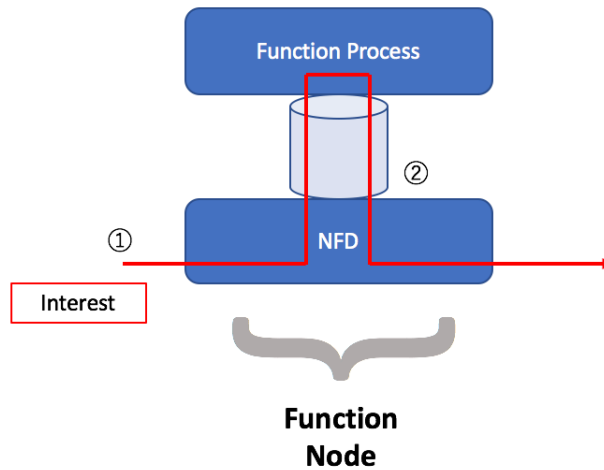 Function Process
②
①
NFD
Interest
Function
Node